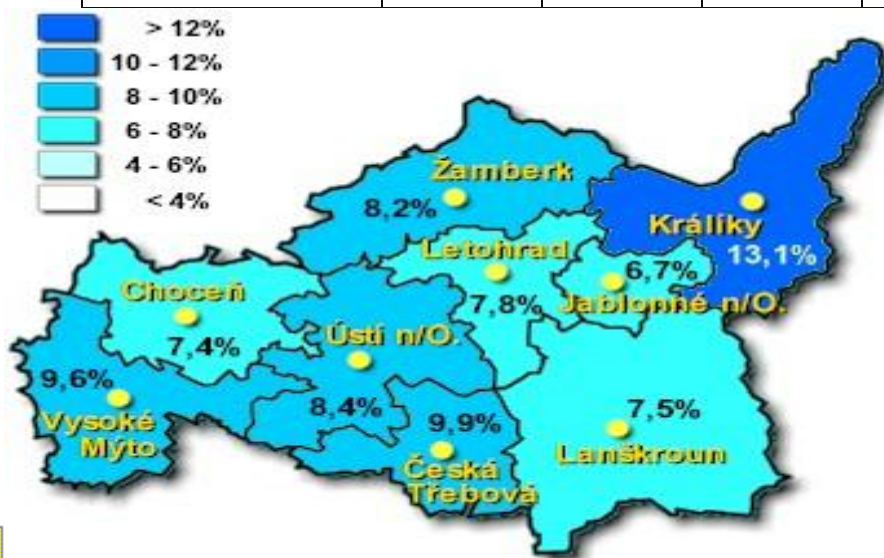 > 12%
10 - 12%
8 - 10%
6 - 8%
4 - 6%
< 4%
Žamberk
8,2%
Králíky
13,1%
Letohrad
7,8%
6,7%
Jablonné n/O.
Choceň
7,4%
Ústí n/O.
8,4%
9,6%
Vysoké
Mýto
9,9%
Česká
Třebová
7,5%
Lanškroun